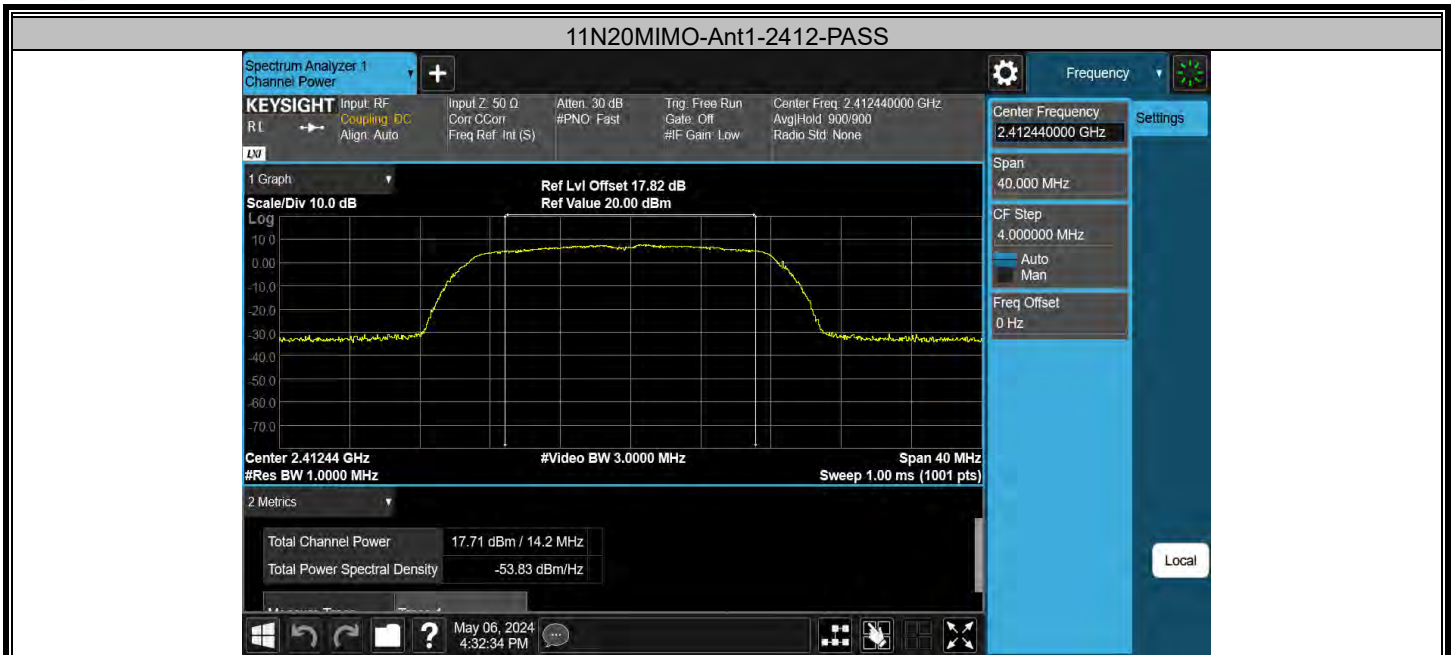 11N20MIMO-Ant1-2412-PASS
Spectrum Analyzer 1
Channel Power
+
Frequency
KEYSIGHT
RL
LXI
Input: RF
Coupling: DC
Align: Auto
Input Z: 50 Ω
Corr CCorr
Freq Ref: Int (S)
Atten: 30 dB
#PNO: Fast
Trig: Free Run
Gate: Off
#IF Gain: Low
Center Freq: 2.412440000 GHz
Avg|Hold: 900/900
Radio Std: None
Center Frequency
2.412440000 GHz
Settings
Span
40.000 MHz
CF Step
4.000000 MHz
Auto
Man
Freq Offset
0 Hz
1 Graph
Scale/Div 10.0 dB
Ref Lvl Offset 17.82 dB
Ref Value 20.00 dBm
Log
10.0
0.00
-10.0
-20.0
-30.0
-40.0
-50.0
-60.0
-70.0
Center 2.41244 GHz
#Video BW 3.0000 MHz
Span 40 MHz
#Res BW 1.0000 MHz
Sweep 1.00 ms (1001 pts)
2 Metrics
Total Channel Power 17.71 dBm / 14.2 MHz
Total Power Spectral Density -53.83 dBm/Hz
Local
?
May 06, 2024
4:32:34 PM